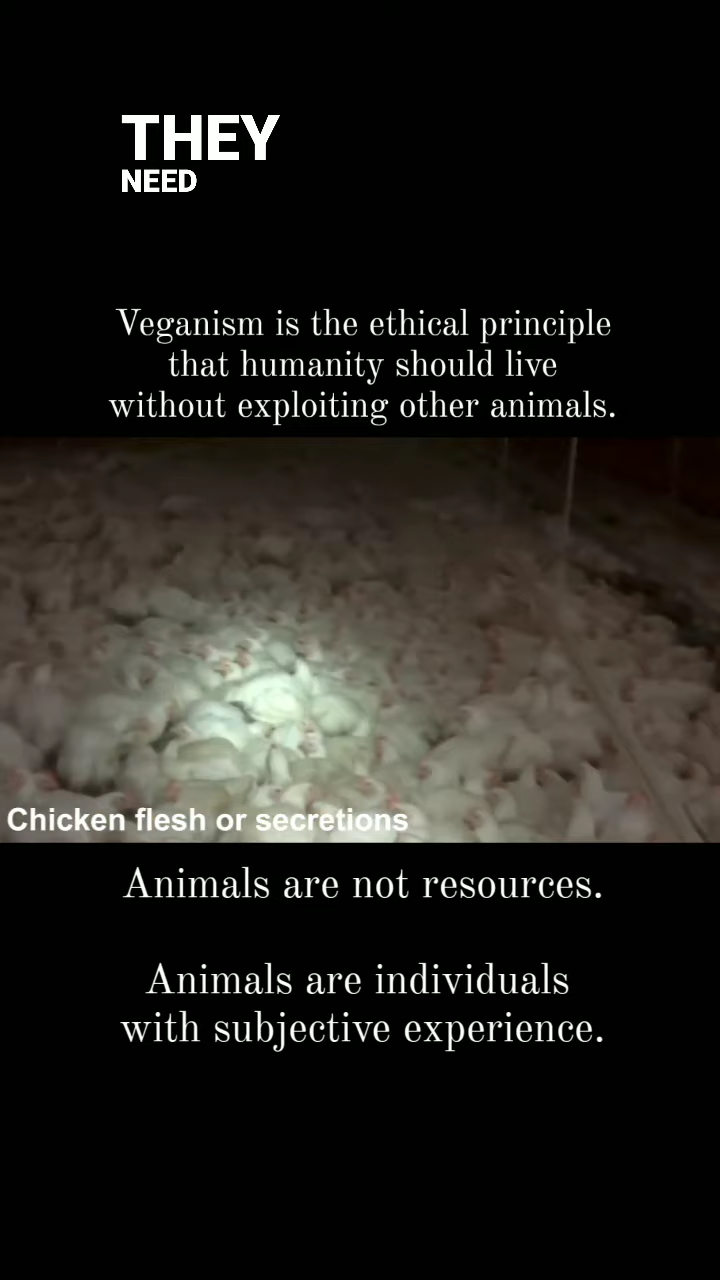 THEY
NEED
Veganism is the ethical principle
that humanity should live
without exploiting other animals.
Chicken flesh or secretions
Animals are not resources.
Animals are individuals
with subjective experience.